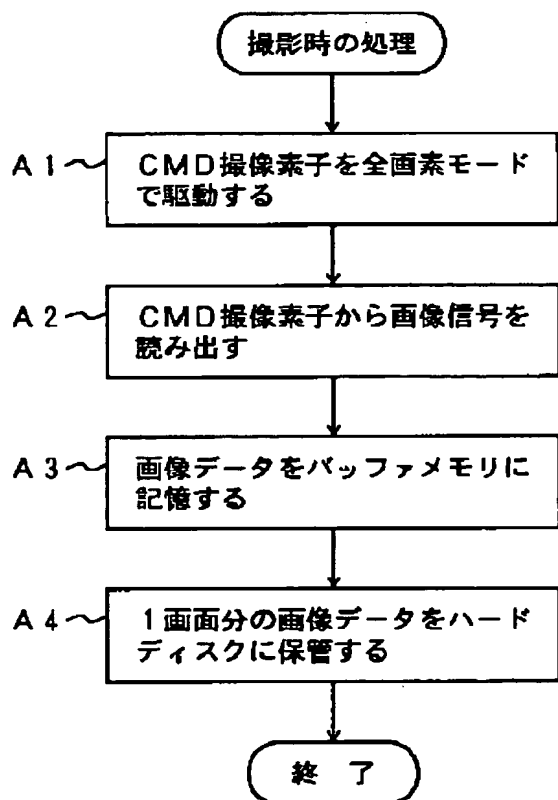 撮影時の処理
A1 CMD撮像素子を全画素モード
で駆動する
A2 CMD撮像素子から画像信号を
読み出す
A3 画像データをバッファメモリに
記憶する
A4 1画面分の画像データをハード
ディスクに保管する
終 了